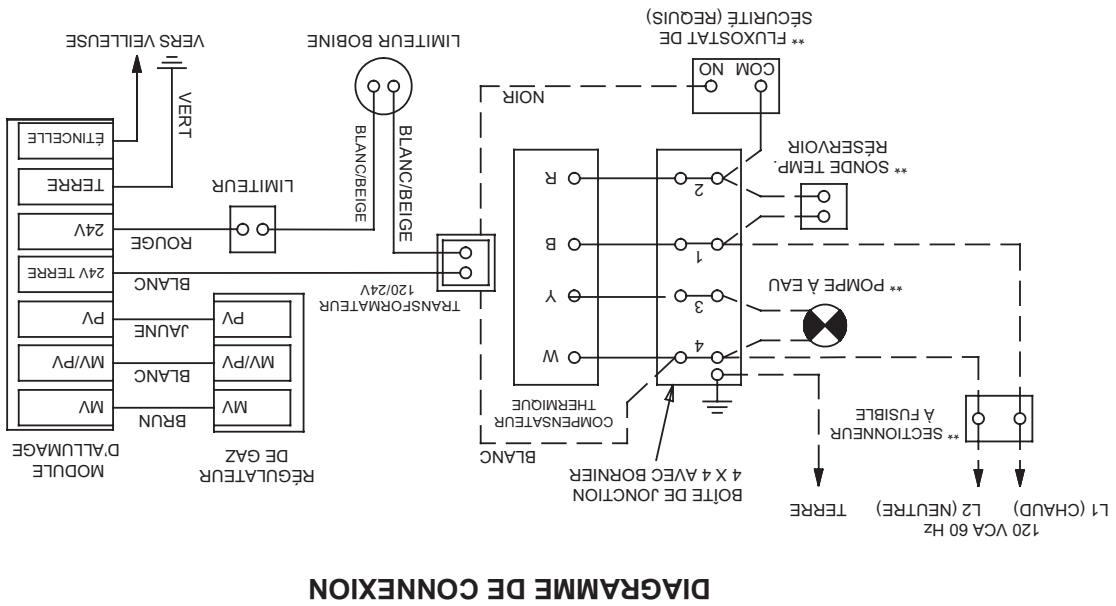 DIAGRAMME DE CONNEXION
120 VCA 60 Hz
L1 (CHAUD)
L2 (NEUTRE)
TERRE
** SECTIONNEUR
À FUSIBLE
BOÎTE DE JONCTION
4 X 4 AVEC BORNIER
BLANC
COMPENSATEUR
THERMIQUE
RÉGULATEUR
DE GAZ
MODULE
D'ALLUMAGE
4
W
MV
BRUN
MV
** POMPE À EAU
3
Y
MV/PV
BLANC
MV/PV
PV
JAUNE
PV
1
B
TRANSFORMATEUR
120/24V
BLANC
24V TERRE
** SONDE TEMP.
RÉSERVOIR
2
R
ROUGE
24V
LIMITEUR
TERRE
COM
NO
NOIR
BLANC/BEIGE
BLANC/BEIGE
VERT
ÉTINCELLE
** FLUXOSTAT DE
SÉCURITÉ (REQUIS)
LIMITEUR BOBINE
VERS VEILLEUSE